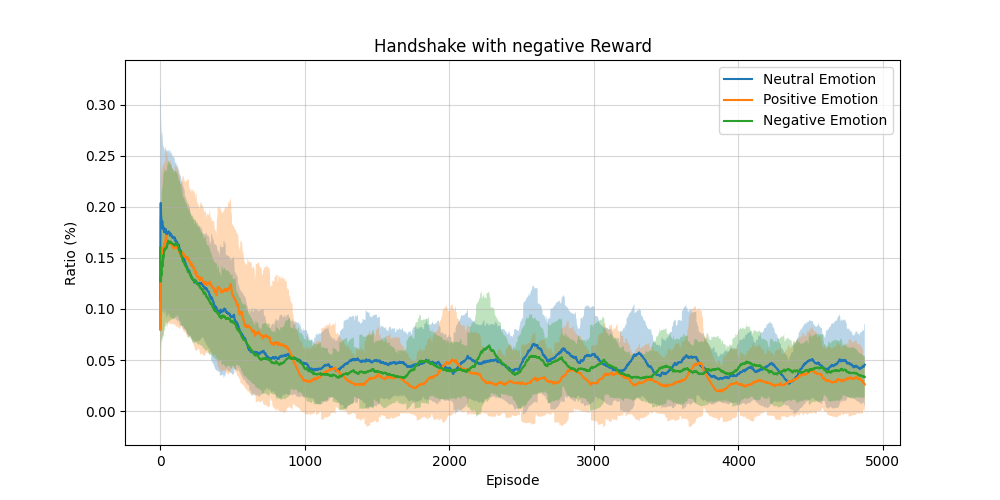 Handshake with negative Reward
Neutral Emotion
Positive Emotion
Negative Emotion
Ratio (%)
0.30
0.25
0.20
0.15
0.10
0.05
0.00
0 1000 2000 3000 4000 5000
Episode